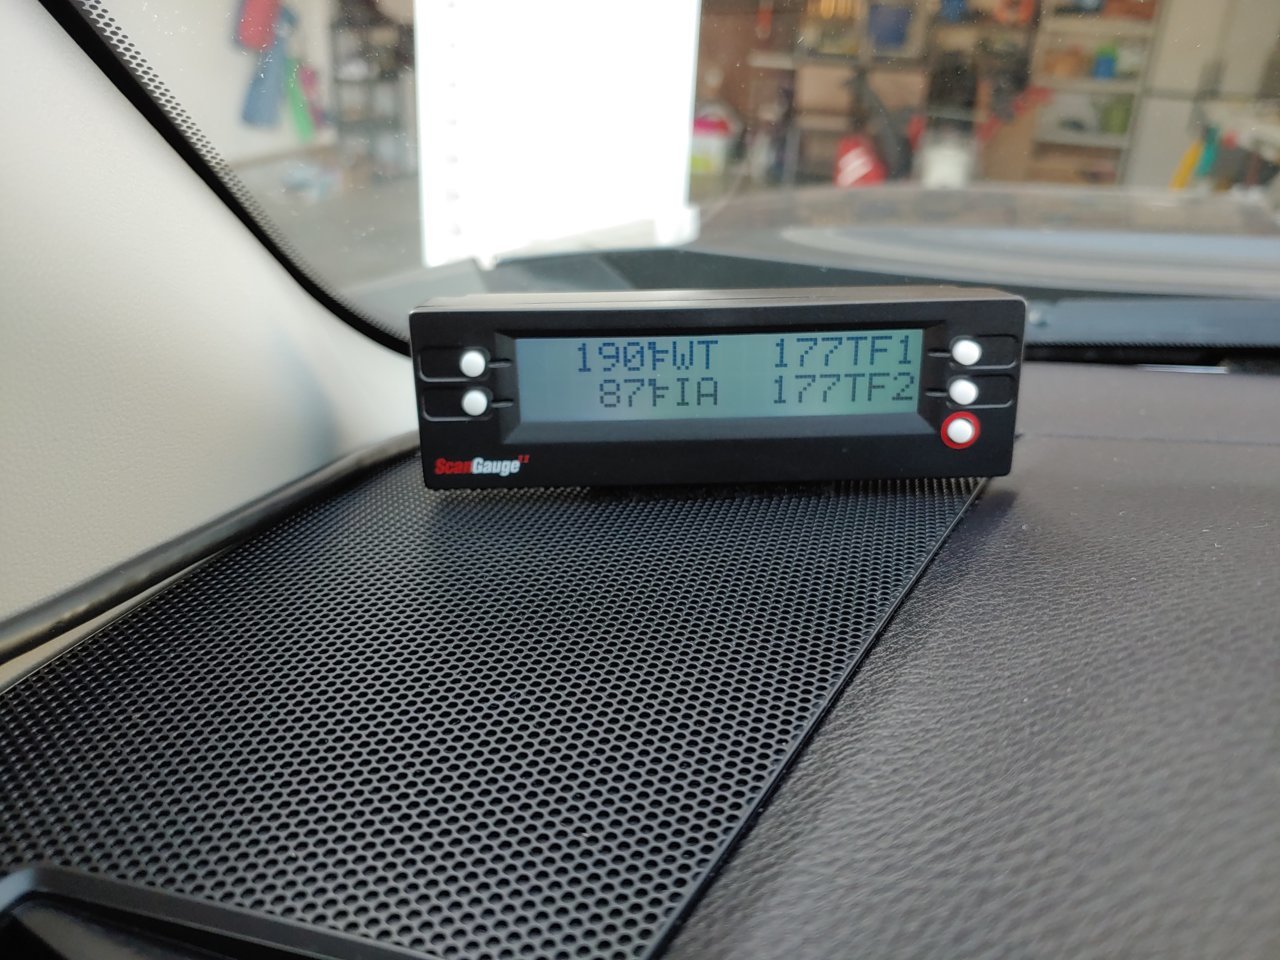 190°FWT 177TF1
87°FIA 177TF2
ScanGauge II